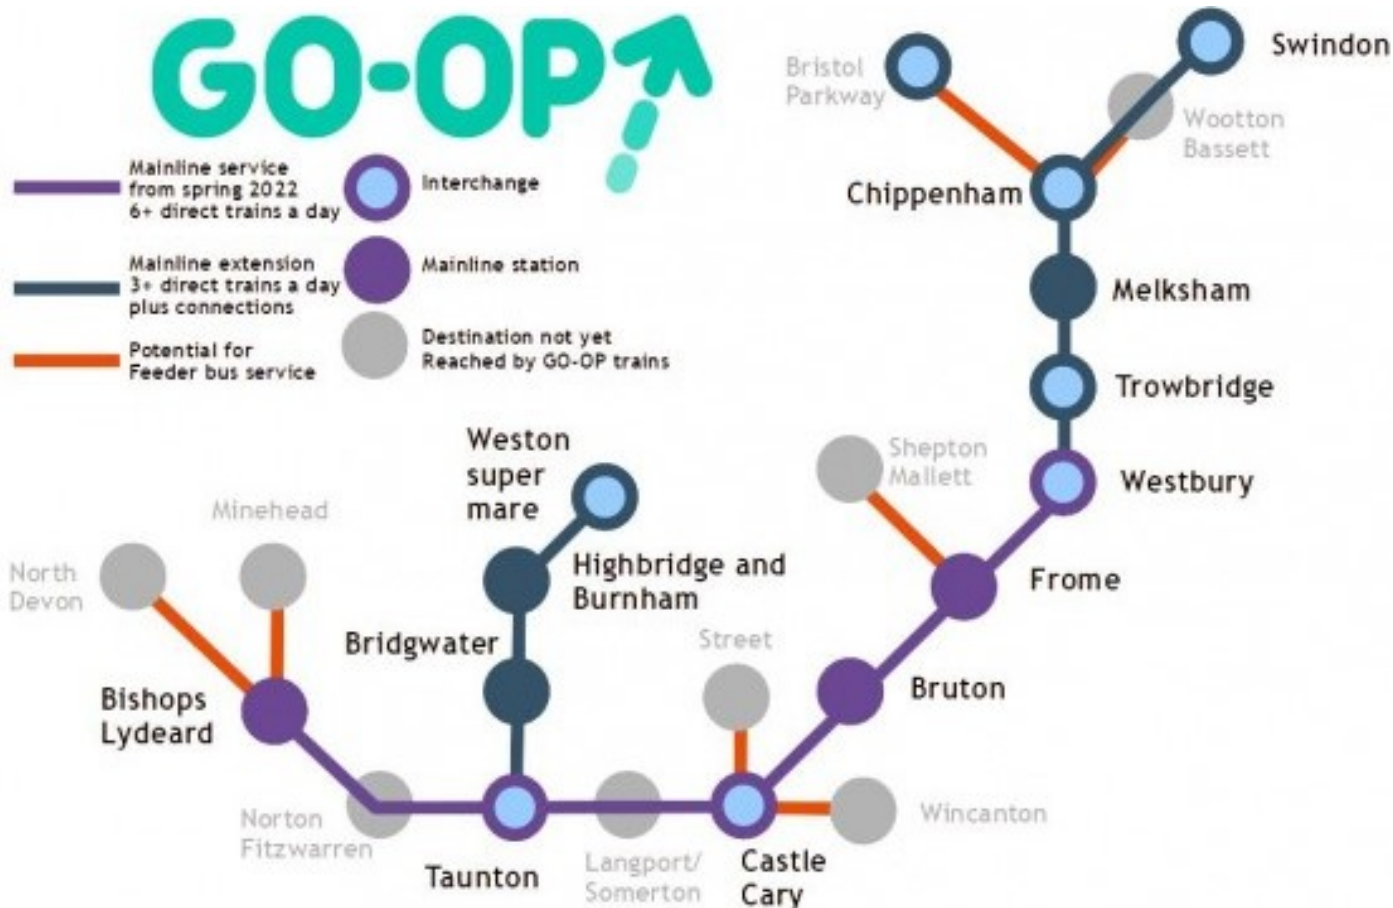 GO-OP
Mainline service
from spring 2022
6+ direct trains a day
Interchange
Mainline extension
3+ direct trains a day
plus connections
Mainline station
Potential for
Feeder bus service
Destination not yet
Reached by GO-OP trains
Bristol
Parkway
Swindon
Wootton
Bassett
Chippenham
Melksham
Trowbridge
Westbury
Shepton
Mallett
Frome
Weston
super
mare
Minehead
North
Devon
Highbridge and
Burnham
Bridgwater
Street
Bruton
Bishops
Lydeard
Norton
Fitzwarren
Taunton
Langport/
Somerton
Castle
Cary
Wincanton